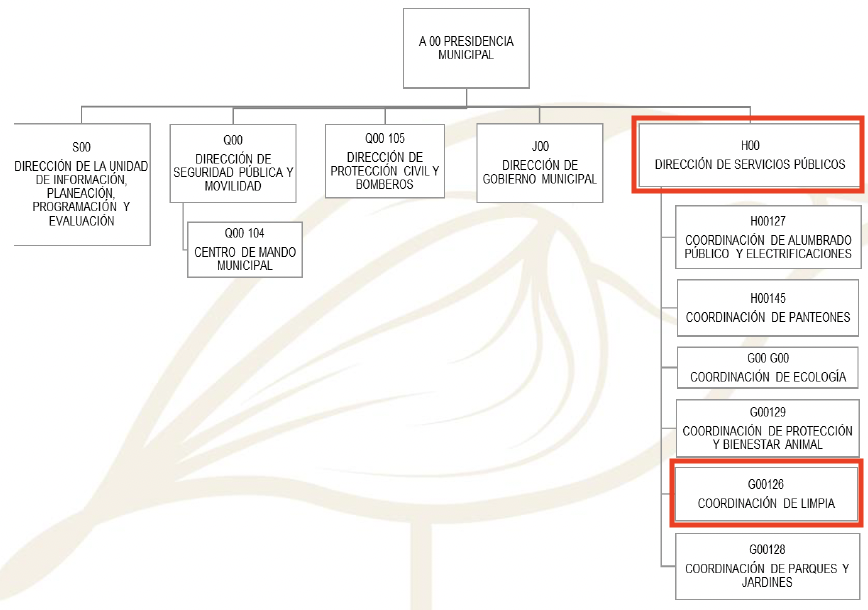 A 00 PRESIDENCIA
MUNICIPAL
S00
DIRECCIÓN DE LA UNIDAD
DE INFORMACIÓN,
PLANEACIÓN,
PROGRAMACIÓN Y
EVALUACIÓN
Q00
DIRECCIÓN DE
SEGURIDAD PÚBLICA Y
MOVILIDAD
Q00 104
CENTRO DE MANDO
MUNICIPAL
Q00 105
DIRECCIÓN DE
PROTECCIÓN CIVIL Y
BOMBEROS
J00
DIRECCIÓN DE
GOBIERNO MUNICIPAL
H00
DIRECCIÓN DE SERVICIOS PÚBLICOS
H00127
COORDINACIÓN DE ALUMBRADO
PÚBLICO Y ELECTRIFICACIONES
H00145
COORDINACIÓN DE PANTEONES
G00 G00
COORDINACIÓN DE ECOLOGÍA
G00129
COORDINACIÓN DE PROTECCIÓN
Y BIENESTAR ANIMAL
G00126
COORDINACIÓN DE LIMPIA
G00128
COORDINACIÓN DE PARQUES Y
JARDINES